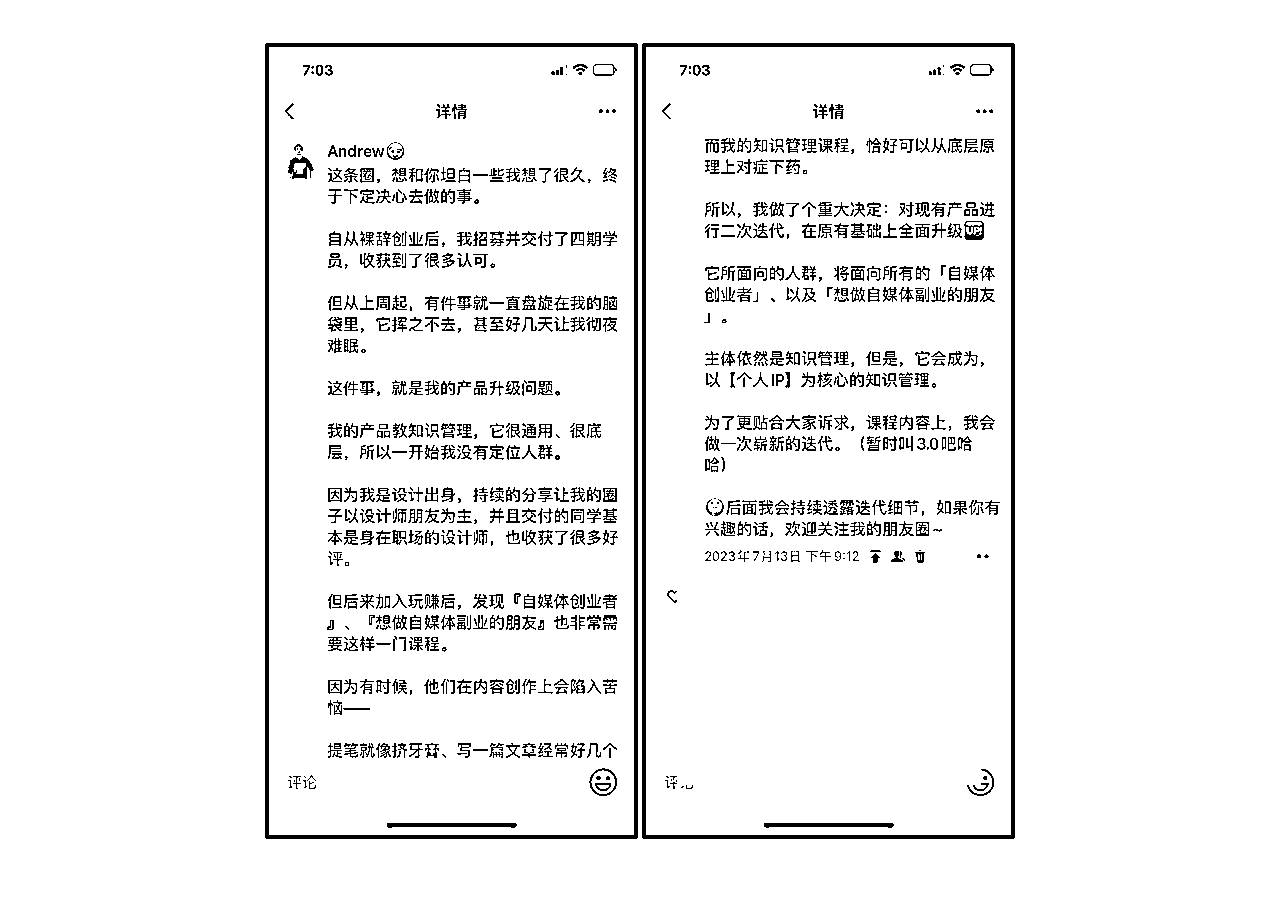 7:03
详情
Andrew
这条圈，想和你坦白一些我想了很久，终
于下定决心去做的事。
自从裸辞创业后，我招募并交付了四期学
员，收获到了很多认可。
但从上周起，有件事就一直盘旋在我的脑
袋里，它挥之不去，甚至好几天让我彻夜
难眠。
这件事，就是我的产品升级问题。
我的产品教知识管理，它很通用、很底
层，所以一开始我没有定位人群。
因为我是设计出身，持续的分享让我的圈
子以设计师朋友为主，并且交付的同学基
本是身在职场的设计师，也收获了很多好
评。
但后来加入玩赚后，发现『自媒体创业者
』、『想做自媒体副业的朋友』也非常需
要这样一门课程。
因为有时候，他们在内容创作上会陷入苦
恼——
提笔就像挤牙膏、写一篇文章经常好几个
评论
7:03
详情
而我的知识管理课程，恰好可以从底层原
理上对症下药。
所以，我做了个重大决定：对现有产品进
行二次迭代，在原有基础上全面升级🆙
它所面向的人群，将面向所有的「自媒体
创业者」、以及「想做自媒体副业的朋友
」。
主体依然是知识管理，但是，它会成为，
以【个人IP】为核心的知识管理。
为了更贴合大家诉求，课程内容上，我会
做一次崭新的迭代。（暂时叫3.0吧哈
哈）
后面我会持续透露迭代细节，如果你有
兴趣的话，欢迎关注我的朋友圈~
2023年7月13日 下午9:12
评